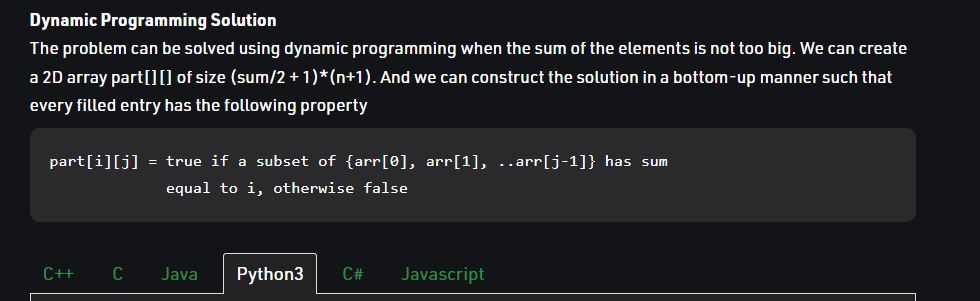 Dynamic Programming Solution
The problem can be solved using dynamic programming when the sum of the elements is not too big. We can create
a 2D array part[][] of size (sum/2 + 1)*(n+1). And we can construct the solution in a bottom-up manner such that
every filled entry has the following property
part[i][j] = true if a subset of {arr[0], arr[1], ..arr[j-1]} has sum
equal to i, otherwise false
C++ C Java Python3 C# Javascript